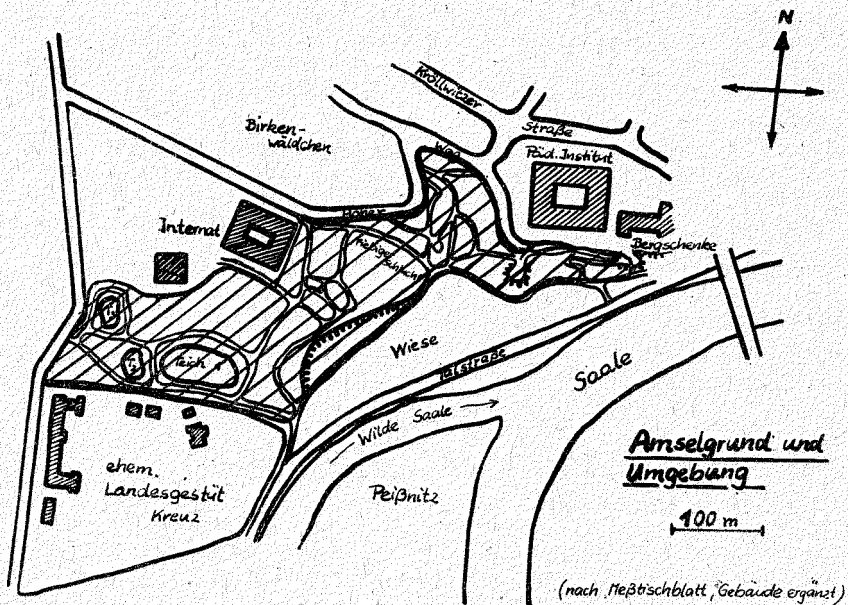 N
Kröllwitzer
Straße
Birken-
wäldchen
Weg
Päd. Institut
Internat
Hoher
Bergschenke
Wiese
Teich
Talstraße
Saale
Wilde Saale
Amselgrund und
Umgebung
ehem.
Landesgestüt
Kreuz
Peißnitz
100 m
(nach Meßtischblatt, Gebäude ergänzt)